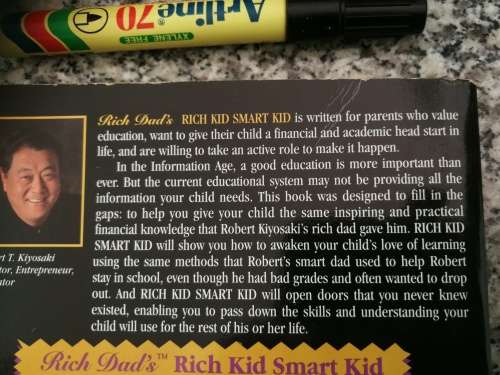 Artline® 70
XYLENE FREE
Rich Dad's RICH KID SMART KID is written for parents who value
education, want to give their child a financial and academic head start in
life, and are willing to take an active role to make it happen.
In the Information Age, a good education is more important than
ever. But the current educational system may not be providing all the
information your child needs. This book was designed to fill in the
gaps: to help you give your child the same inspiring and practical
financial knowledge that Robert Kiyosaki's rich dad gave him. RICH KID
SMART KID will show you how to awaken your child's love of learning
using the same methods that Robert's smart dad used to help Robert
stay in school, even though he had bad grades and often wanted to drop
out. And RICH KID SMART KID will open doors that you never knew
existed, enabling you to pass down the skills and understanding your
child will use for the rest of his or her life.
T. Kiyosaki
tor, Entrepreneur,
Rich Dad's™ Rich Kid Smart Kid